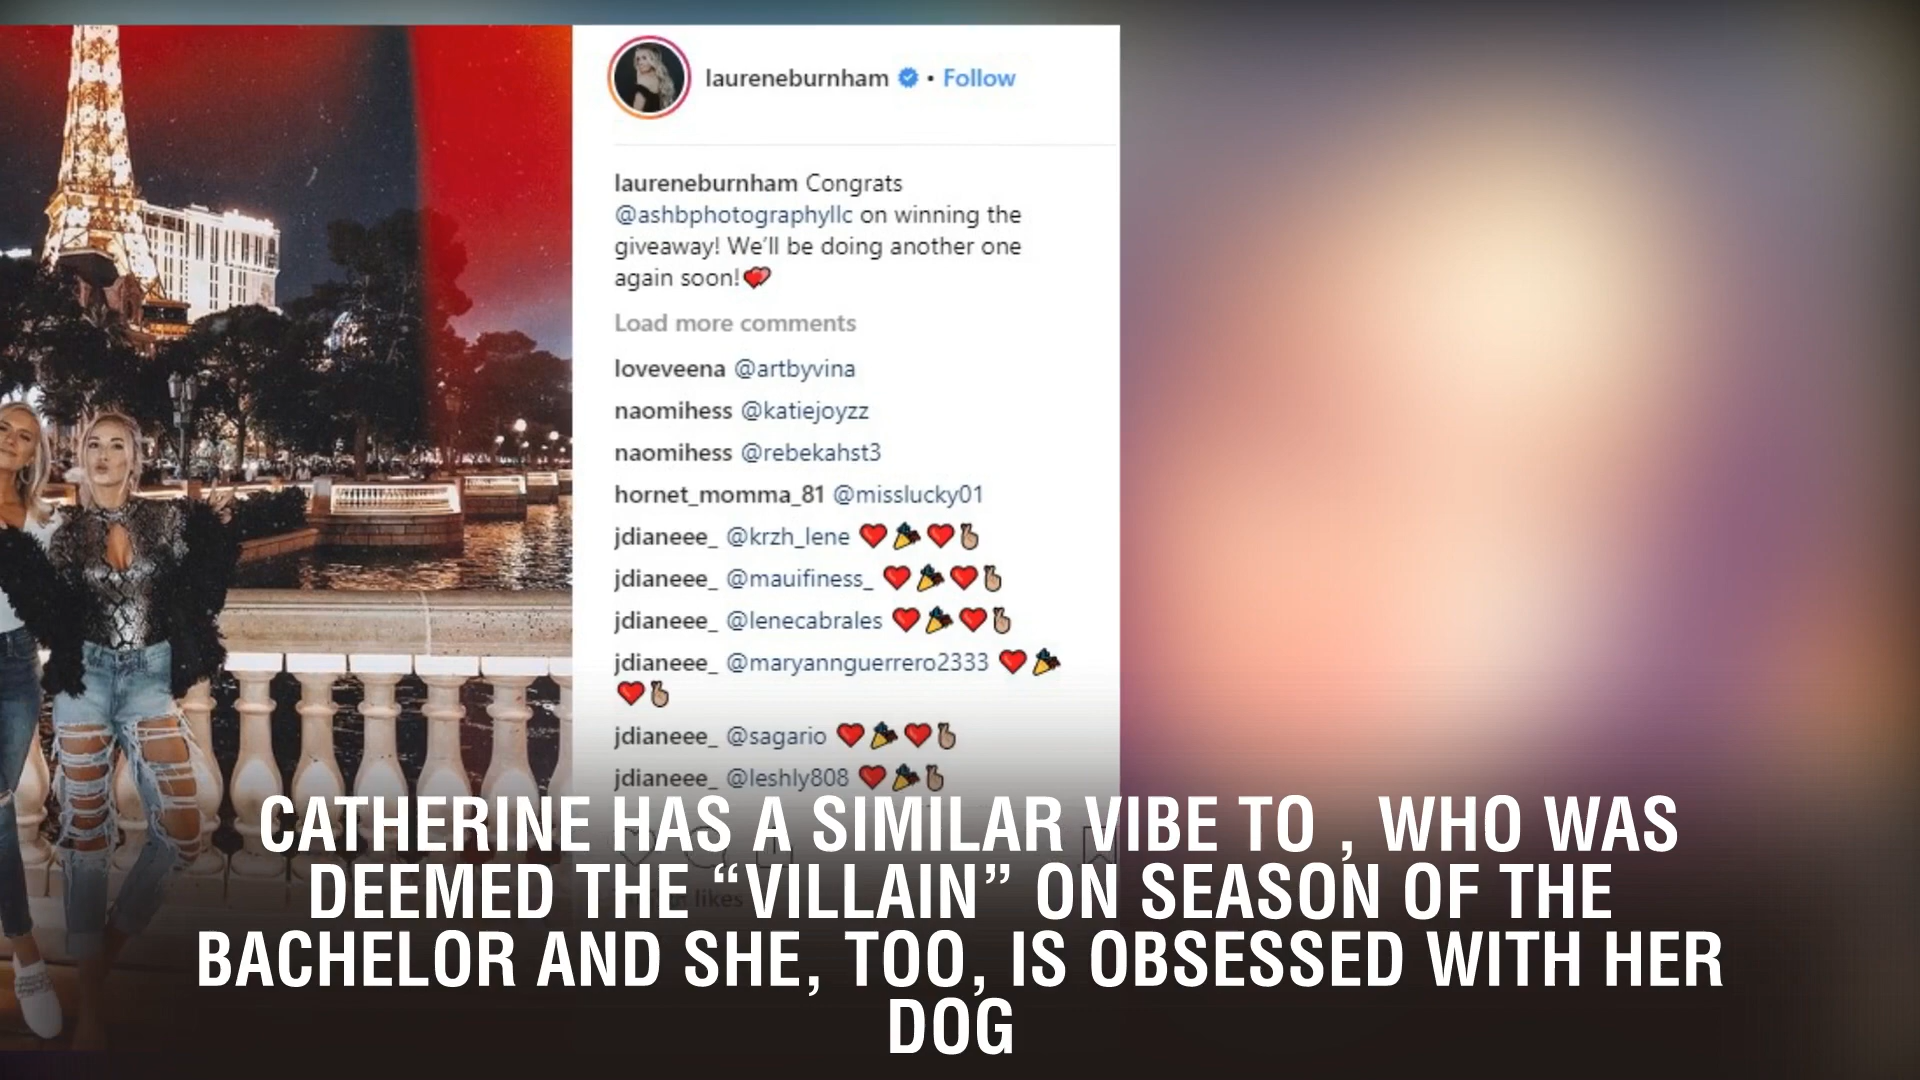 laureneburnham • Follow
laureneburnham Congrats
@ashbphotographyllc on winning the
giveaway! We'll be doing another one
again soon!💕
Load more comments
loveveena @artbyvina
naomihess @katiejoyzz
naomihess @rebekahst3
hornet_momma_81 @misslucky01
jdianeee_ @krzh_lene ❤️🎉❤️🤞🏼
jdianeee_ @mauifiness_ ❤️🎉❤️🤞🏼
jdianeee_ @lenecabrales ❤️🎉❤️🤞🏼
jdianeee_ @maryannguerrero2333 ❤️🎉
❤️🤞🏼
jdianeee_ @sagario ❤️🎉❤️🤞🏼
jdianeee_ @leshly808 ❤️🎉🤞🏼
likes
CATHERINE HAS A SIMILAR VIBE TO , WHO WAS
DEEMED THE “VILLAIN” ON SEASON OF THE
BACHELOR AND SHE, TOO, IS OBSESSED WITH HER
DOG